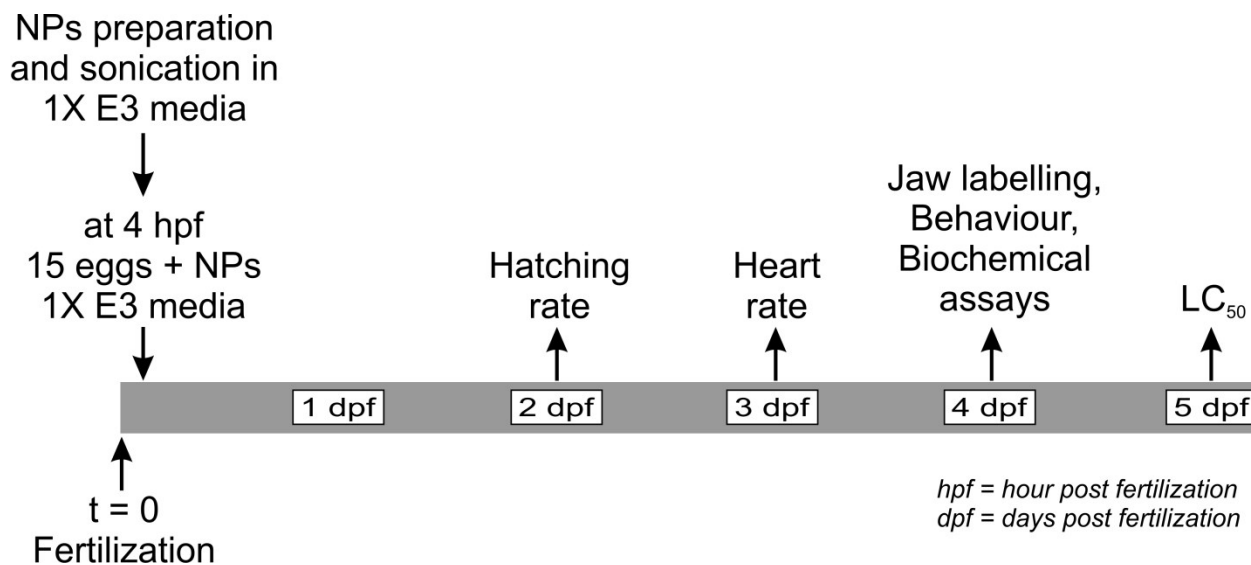 NPs preparation
and sonication in
1X E3 media
at 4 hpf
15 eggs + NPs
1X E3 media
Hatching
rate
Heart
rate
Jaw labelling,
Behaviour,
Biochemical
assays
LC₅₀
1 dpf
2 dpf
3 dpf
4 dpf
5 dpf
t = 0
Fertilization
hpf = hour post fertilization
dpf = days post fertilization